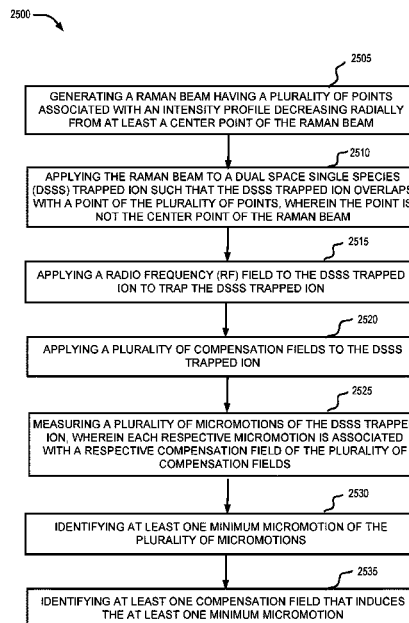 2500
2505
GENERATING A RAMAN BEAM HAVING A PLURALITY OF POINTS
ASSOCIATED WITH AN INTENSITY PROFILE DECREASING RADIALLY
FROM AT LEAST A CENTER POINT OF THE RAMAN BEAM
2510
APPLYING THE RAMAN BEAM TO A DUAL SPACE SINGLE SPECIES
(DSSS) TRAPPED ION SUCH THAT THE DSSS TRAPPED ION OVERLAPS
WITH A POINT OF THE PLURALITY OF POINTS, WHEREIN THE POINT IS
NOT THE CENTER POINT OF THE RAMAN BEAM
2515
APPLYING A RADIO FREQUENCY (RF) FIELD TO THE DSSS TRAPPED
ION TO TRAP THE DSSS TRAPPED ION
2520
APPLYING A PLURALITY OF COMPENSATION FIELDS TO THE DSSS
TRAPPED ION
2525
MEASURING A PLURALITY OF MICROMOTIONS OF THE DSSS TRAPPED
ION, WHEREIN EACH RESPECTIVE MICROMOTION IS ASSOCIATED
WITH A RESPECTIVE COMPENSATION FIELD OF THE PLURALITY OF
COMPENSATION FIELDS
2530
IDENTIFYING AT LEAST ONE MINIMUM MICROMOTION OF THE
PLURALITY OF MICROMOTIONS
2535
IDENTIFYING AT LEAST ONE COMPENSATION FIELD THAT INDUCES
THE AT LEAST ONE MINIMUM MICROMOTION